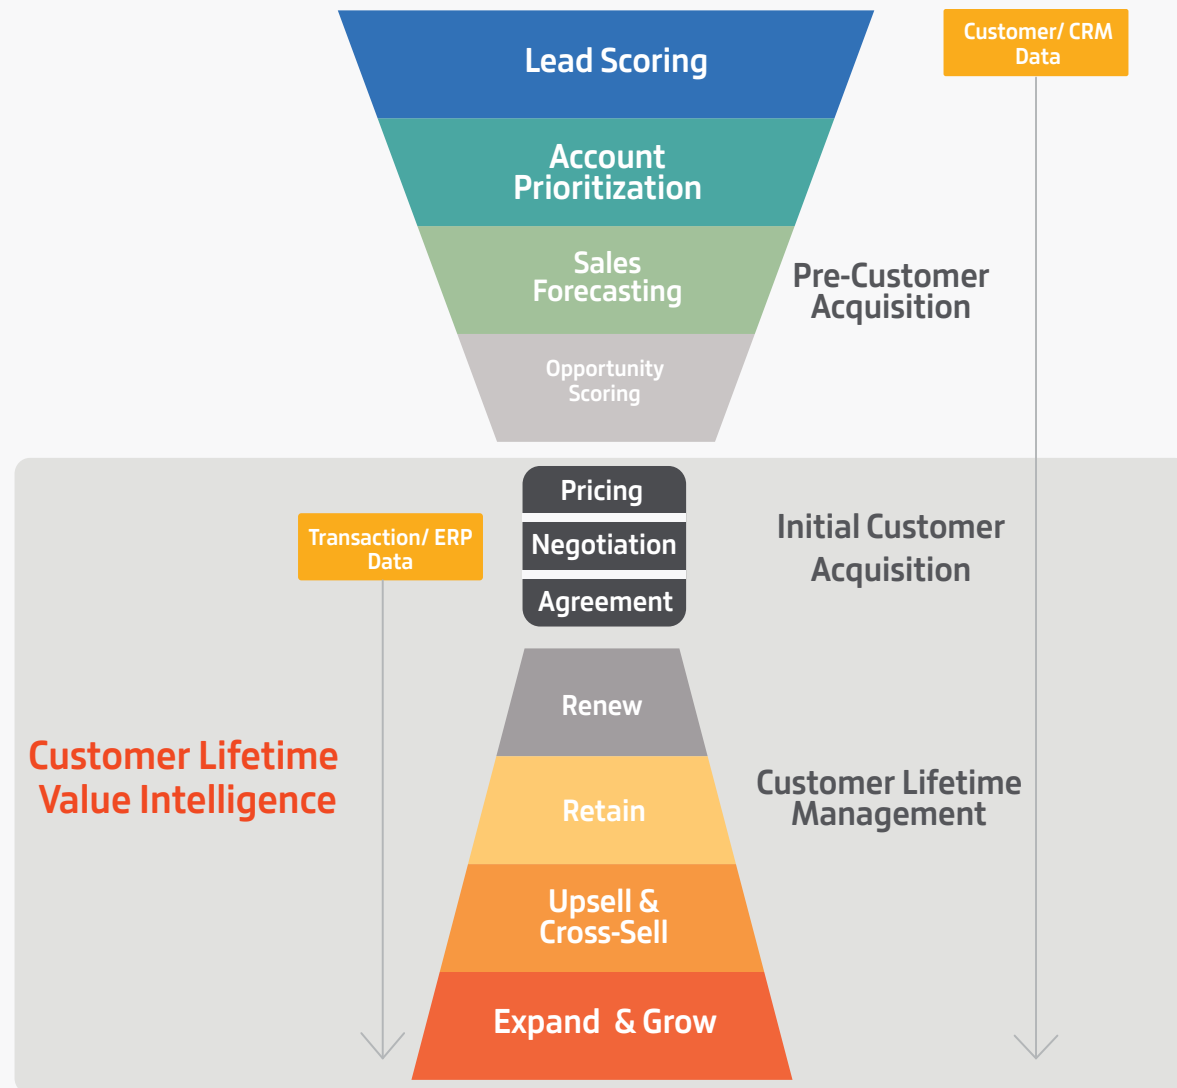 Lead Scoring
Customer/ CRM
Data
Account
Prioritization
Sales
Forecasting
Pre-Customer
Acquisition
Opportunity
Scoring
Pricing
Negotiation
Agreement
Transaction/ ERP
Data
Initial Customer
Acquisition
Renew
Customer Lifetime
Value Intelligence
Retain
Customer Lifetime
Management
Upsell &
Cross-Sell
Expand & Grow